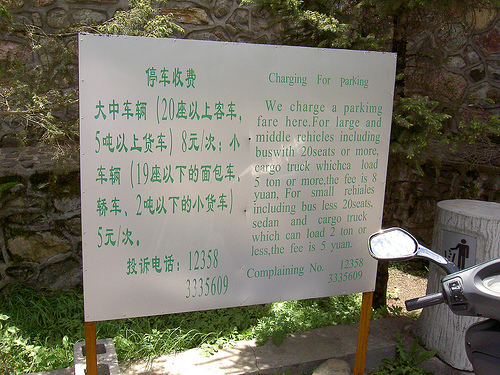 停车收费
大中车辆（20座以上客车，
5吨以上货车）8元/次；小
车辆（19座以下的面包车，
轿车、2吨以下的小货车）
5元/次。
投诉电话：12358
3335609
Charging For parking
We charge a parkimg
fare here.For large and
middle rehicles including
buswith 20seats or more,
cargo truck whichca load
5 ton or more,the fee is 8
yuan, For small rehiales
including bus less 20seats,
sedan and cargo truck
which can load 2 ton or
less,the fee is 5 yuan.
Complaining No. 12358
3335609